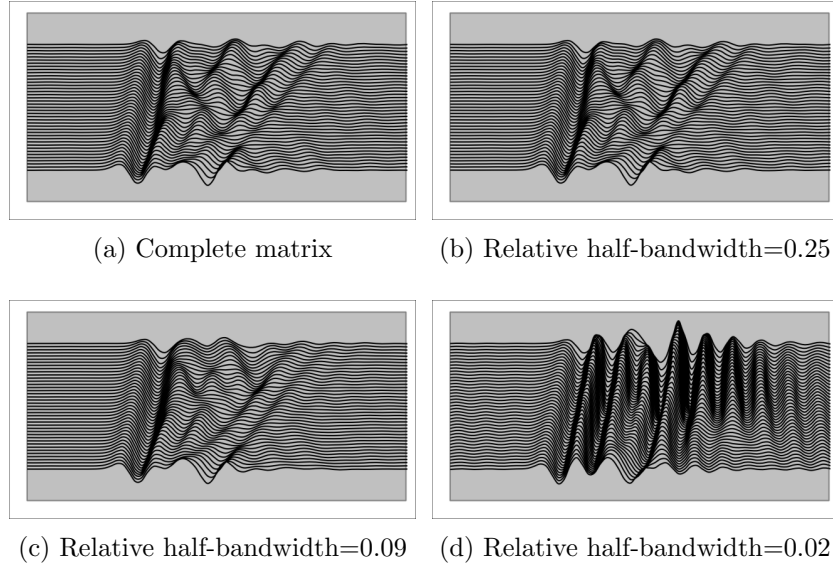 (a) Complete matrix
(b) Relative half-bandwidth=0.25
(c) Relative half-bandwidth=0.09
(d) Relative half-bandwidth=0.02